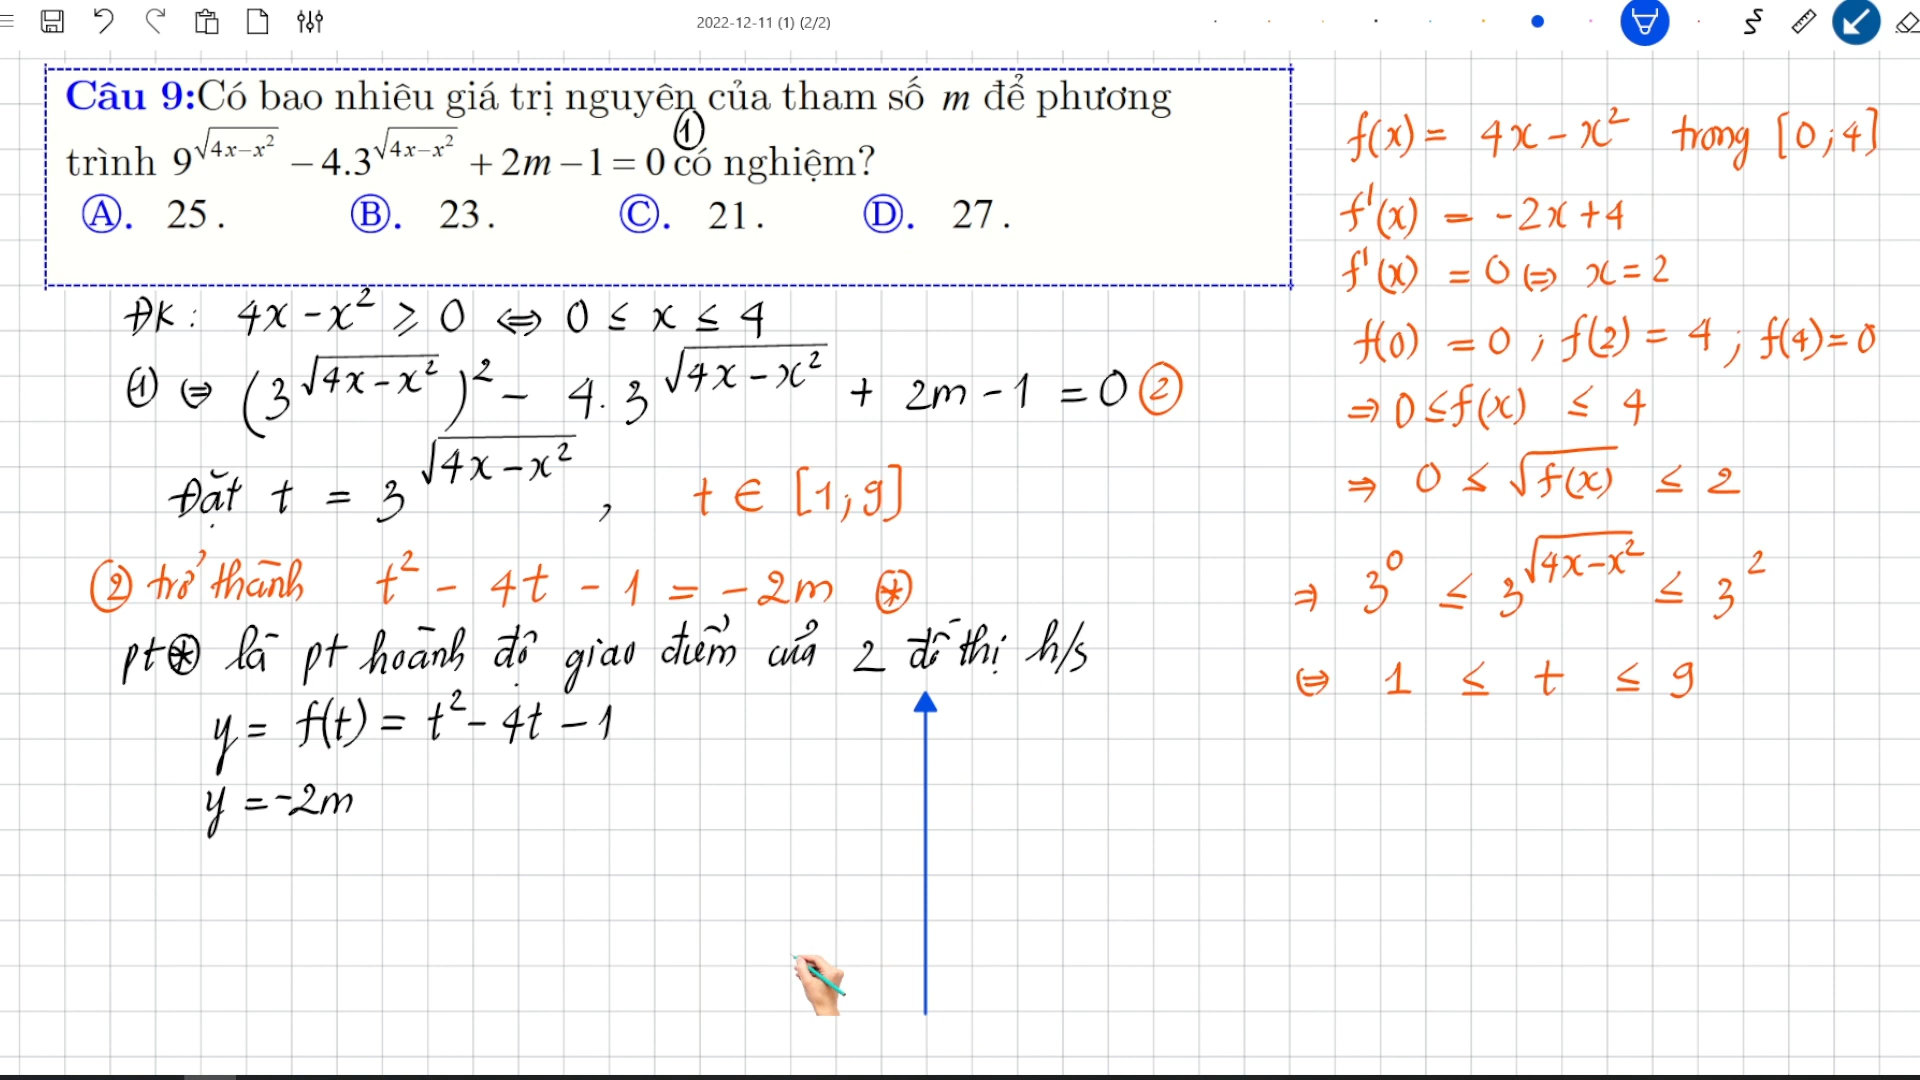 2022-12-11 (1) (2/2)
Câu 9:Có bao nhiêu giá trị nguyên của tham số m để phương
trình 9^√(4x−x²) − 4.3^√(4x−x²) + 2m − 1 = 0 có nghiệm?
①
Ⓐ. 25 . Ⓑ. 23 . Ⓒ. 21 . Ⓓ. 27 .
ĐK : 4x − x² ⩾ 0 ⇔ 0 ≤ x ≤ 4
① ⇔ (3^√(4x−x²))² − 4. 3^√(4x−x²) + 2m − 1 = 0 ②
Đặt t = 3^√(4x−x²) , t ∈ [1;9]
② trở thành t² − 4t − 1 = −2m ⊛
pt⊛ là pt hoành độ giao điểm của 2 đồ thị h/s
y = f(t) = t² − 4t − 1
y = −2m
f(x) = 4x − x² trong [0;4]
f'(x) = −2x + 4
f'(x) = 0 ⇔ x = 2
f(0) = 0 ; f(2) = 4 ; f(4) = 0
⇒ 0 ≤ f(x) ≤ 4
⇒ 0 ≤ √f(x) ≤ 2
⇒ 3⁰ ≤ 3^√(4x−x²) ≤ 3²
⇔ 1 ≤ t ≤ 9